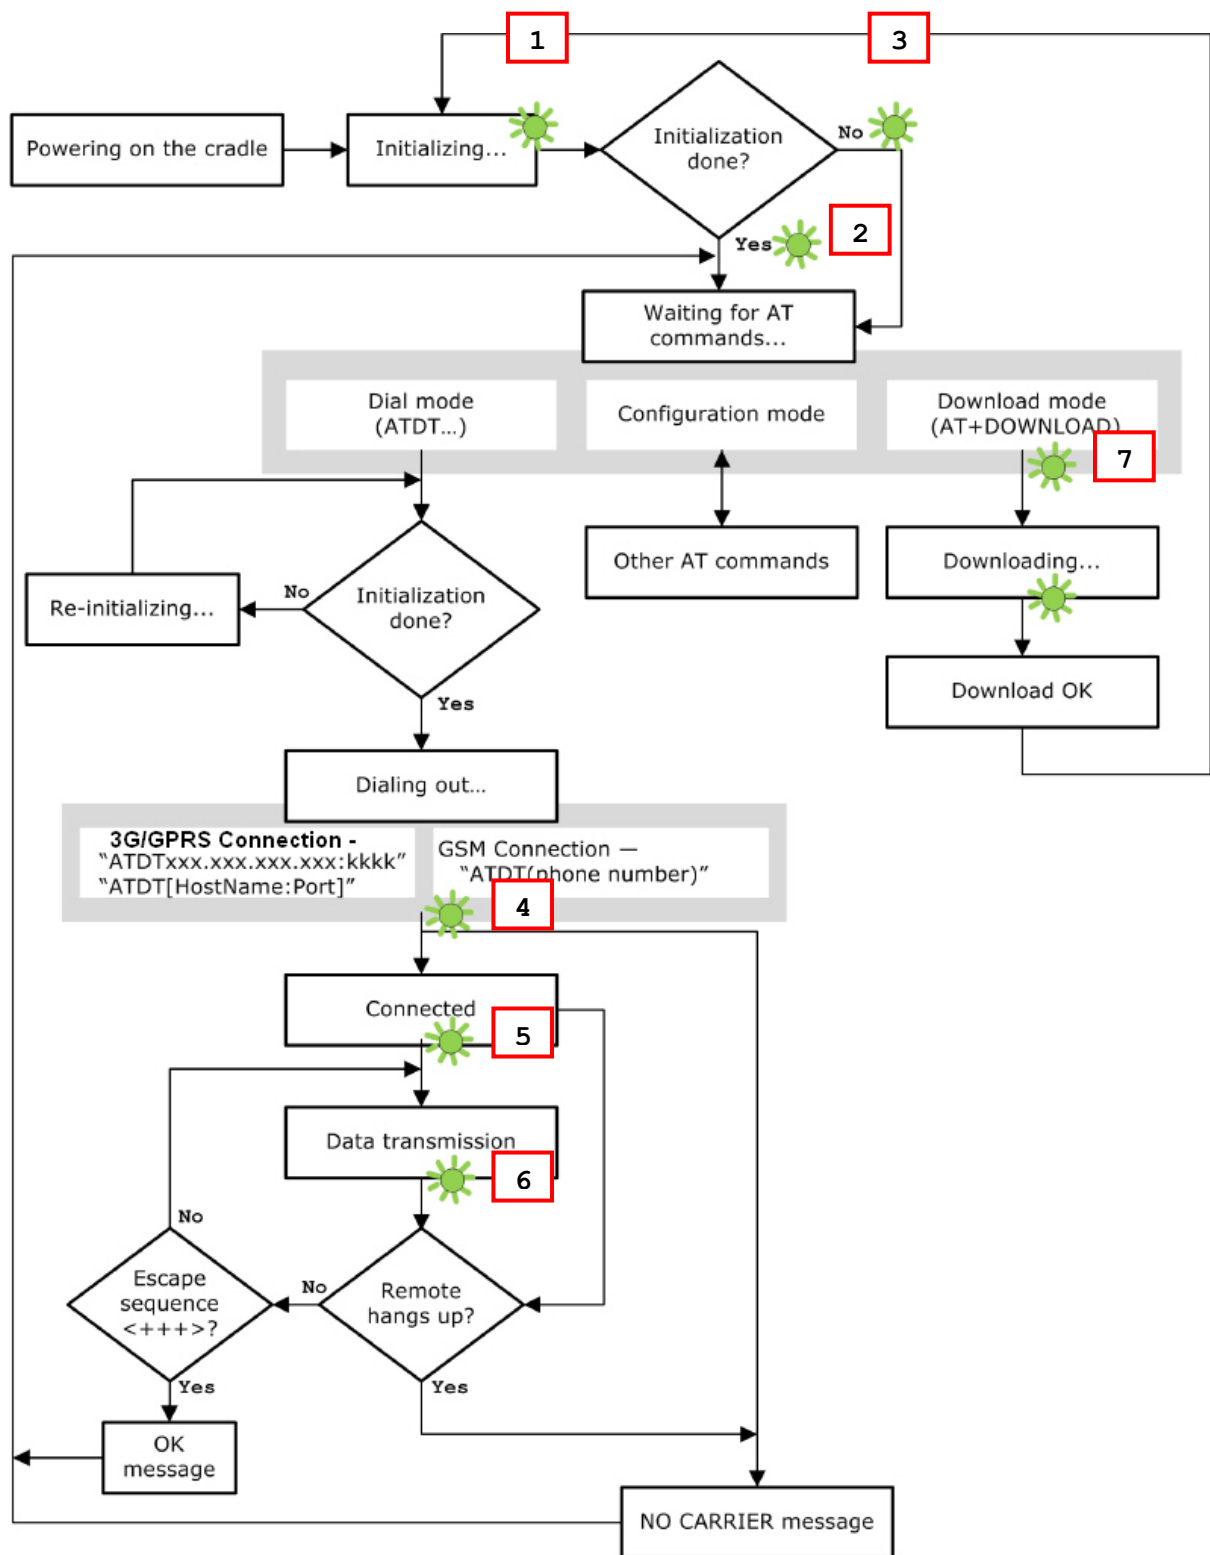 1
3
Powering on the cradle
Initializing...
Initialization
done?
No
Yes
2
Waiting for AT
commands...
Dial mode
(ATDT...)
Configuration mode
Download mode
(AT+DOWNLOAD)
7
Other AT commands
Downloading...
Re-initializing...
No
Initialization
done?
Yes
Download OK
Dialing out...
3G/GPRS Connection -
“ATDTxxx.xxx.xxx.xxx:kkkk”
“ATDT[HostName:Port]”
GSM Connection —
“ATDT(phone number)”
4
Connected
5
Data transmission
6
No
Escape
sequence
<+++>?
No
Remote
hangs up?
Yes
Yes
OK
message
NO CARRIER message